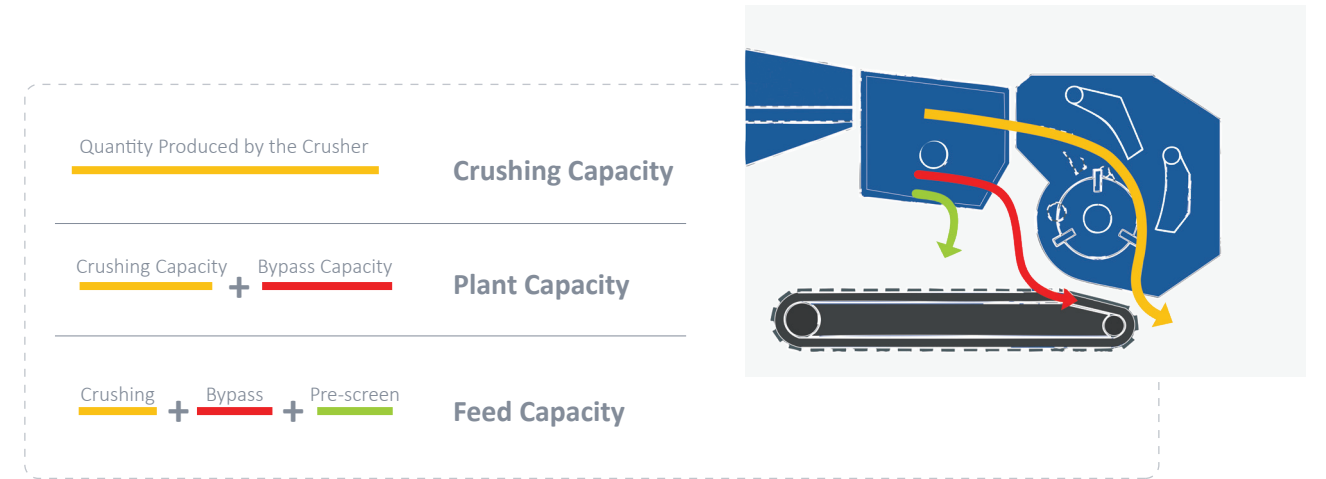 Quantity Produced by the Crusher
Crushing Capacity
Crushing Capacity + Bypass Capacity
Plant Capacity
Crushing + Bypass + Pre-screen
Feed Capacity